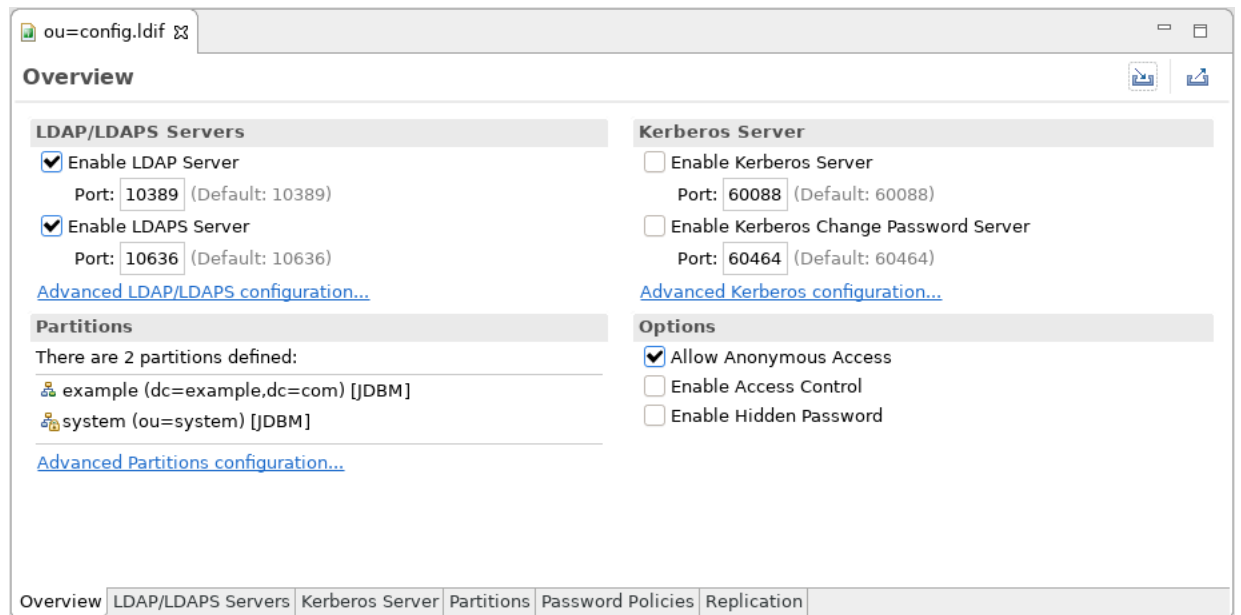 ou=config.ldif
Overview
LDAP/LDAPS Servers
Enable LDAP Server
Port: 10389 (Default: 10389)
Enable LDAPS Server
Port: 10636 (Default: 10636)
Advanced LDAP/LDAPS configuration...
Partitions
There are 2 partitions defined:
example (dc=example,dc=com) [JDBM]
system (ou=system) [JDBM]
Advanced Partitions configuration...
Kerberos Server
Enable Kerberos Server
Port: 60088 (Default: 60088)
Enable Kerberos Change Password Server
Port: 60464 (Default: 60464)
Advanced Kerberos configuration...
Options
Allow Anonymous Access
Enable Access Control
Enable Hidden Password
Overview LDAP/LDAPS Servers Kerberos Server Partitions Password Policies Replication